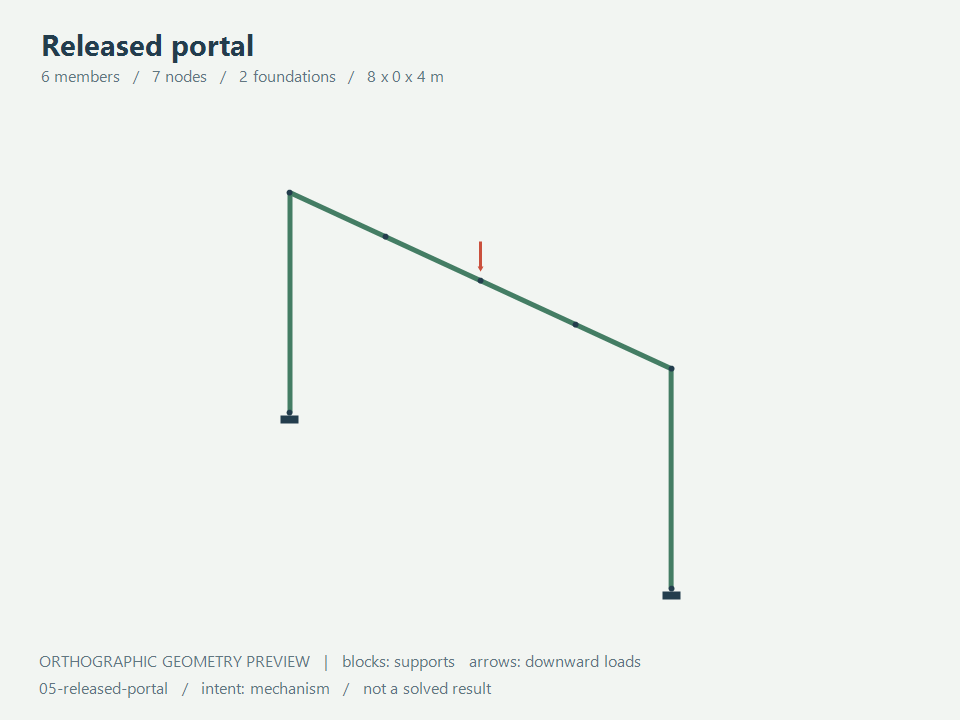 Released portal
6 members / 7 nodes / 2 foundations / 8 x 0 x 4 m
ORTHOGRAPHIC GEOMETRY PREVIEW | blocks: supports arrows: downward loads
05-released-portal / intent: mechanism / not a solved result